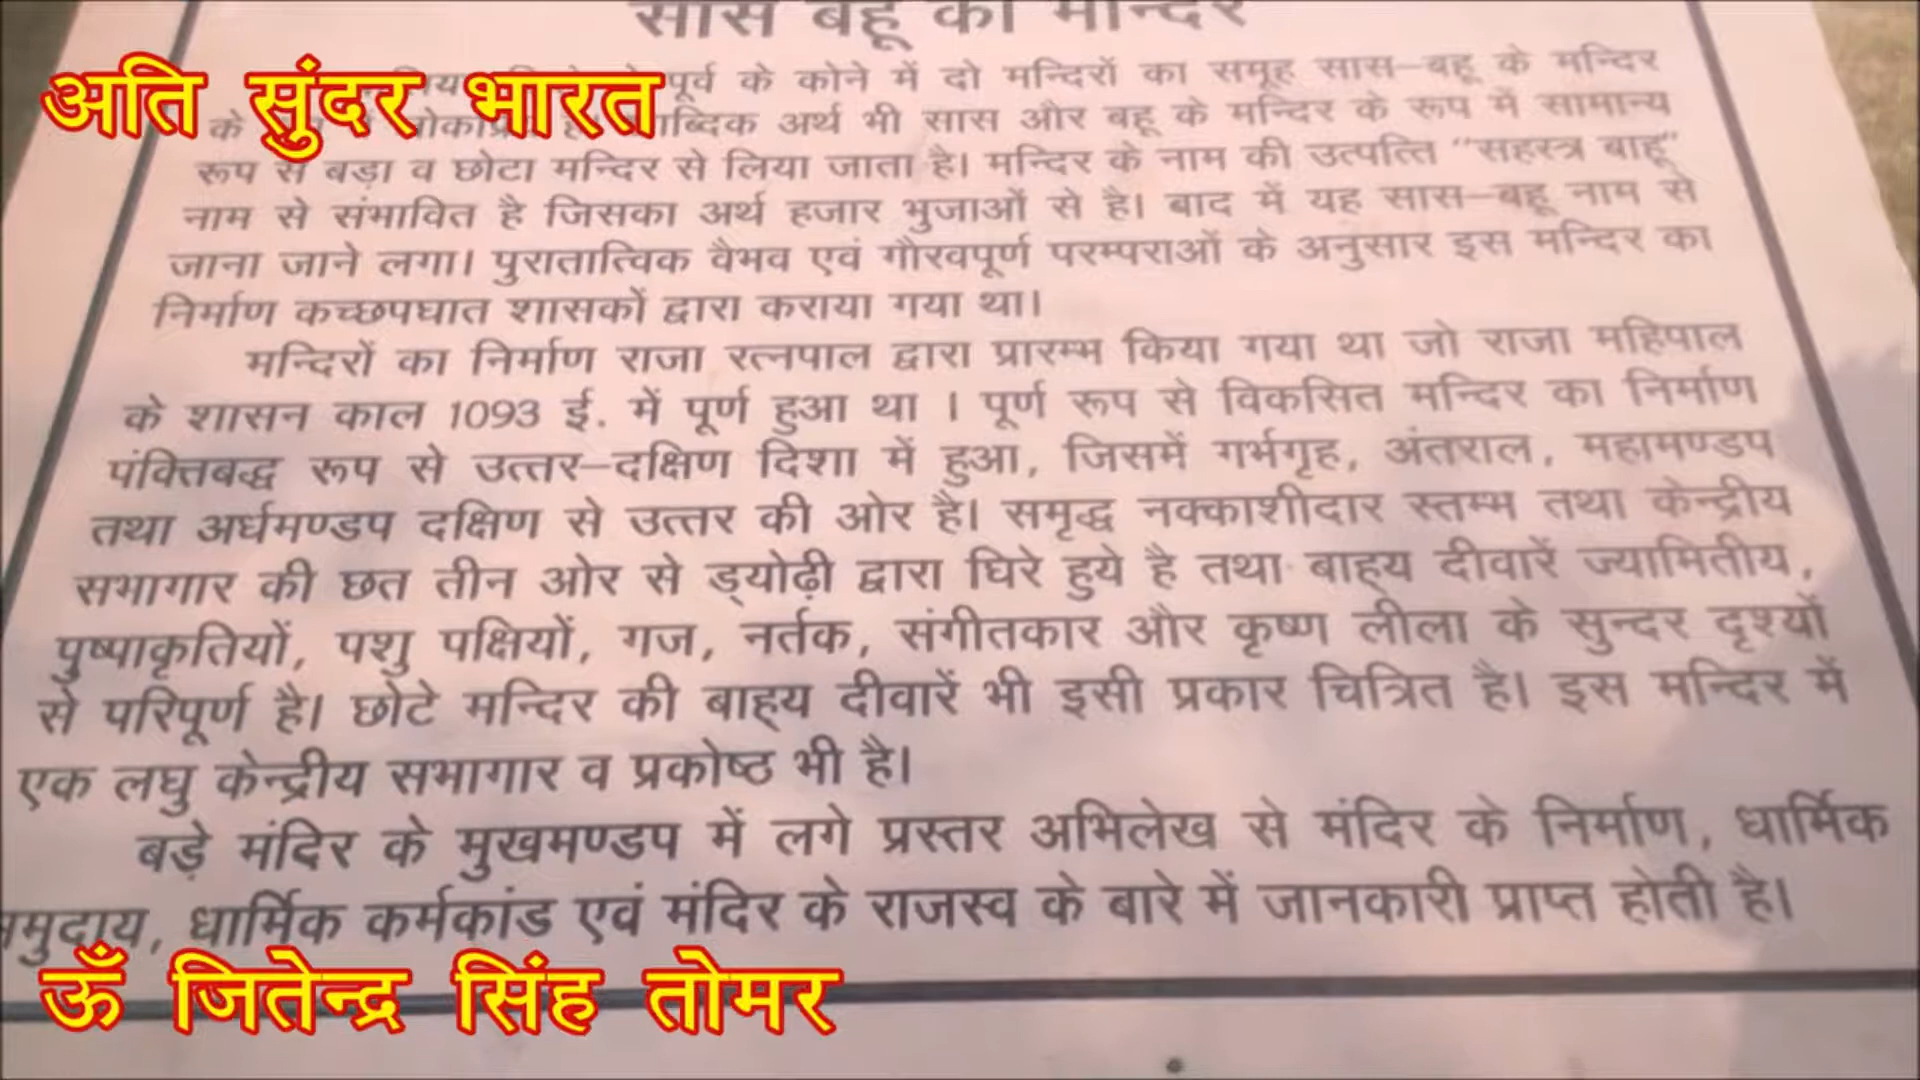 सास बहू का मन्दिर
अति सुंदर भारत
पूर्व के कोने में दो मन्दिरों का समूह सास–बहू के मन्दिर
के अर्थ भी सास और बहू के मन्दिर के रूप में सामान्य
रूप से बड़ा व छोटा मन्दिर से लिया जाता है। मन्दिर के नाम की उत्पत्ति "सहस्त्र बाहू"
नाम से संभावित है जिसका अर्थ हजार भुजाओं से है। बाद में यह सास–बहू नाम से
जाना जाने लगा। पुरातात्विक वैभव एवं गौरवपूर्ण परम्पराओं के अनुसार इस मन्दिर का
निर्माण कच्छपघात शासकों द्वारा कराया गया था।
मन्दिरों का निर्माण राजा रत्नपाल द्वारा प्रारम्भ किया गया था जो राजा महिपाल
के शासन काल 1093 ई. में पूर्ण हुआ था । पूर्ण रूप से विकसित मन्दिर का निर्माण
पंक्तिबद्ध रूप से उत्तर–दक्षिण दिशा में हुआ, जिसमें गर्भगृह, अंतराल, महामण्डप
तथा अर्धमण्डप दक्षिण से उत्तर की ओर है। समृद्ध नक्काशीदार स्तम्भ तथा केन्द्रीय
सभागार की छत तीन ओर से ड्योढ़ी द्वारा घिरे हुये है तथा बाह्य दीवारें ज्यामितीय,
पुष्पाकृतियों, पशु पक्षियों, गज, नर्तक, संगीतकार और कृष्ण लीला के सुन्दर दृश्यों
से परिपूर्ण है। छोटे मन्दिर की बाह्य दीवारें भी इसी प्रकार चित्रित है। इस मन्दिर में
एक लघु केन्द्रीय सभागार व प्रकोष्ठ भी है।
बड़े मंदिर के मुखमण्डप में लगे प्रस्तर अभिलेख से मंदिर के निर्माण, धार्मिक
समुदाय, धार्मिक कर्मकांड एवं मंदिर के राजस्व के बारे में जानकारी प्राप्त होती है।
ऊँ जितेन्द्र सिंह तोमर